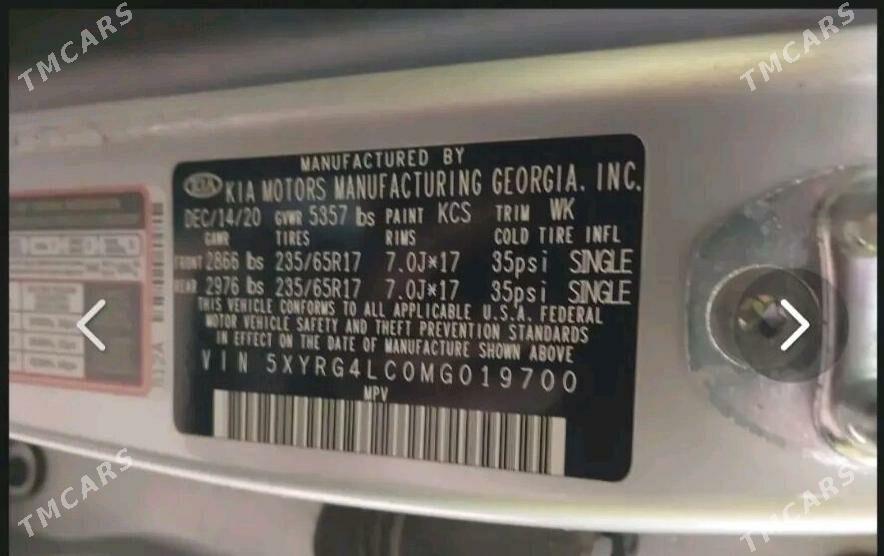 TMCARS
TMCARS
MANUFACTURED BY
KIA KIA MOTORS MANUFACTURING GEORGIA, INC.
DEC/14/20 GVWR 5357 lbs PAINT KCS TRIM WK
GAWR TIRES RIMS COLD TIRE INFL
FRONT 2866 lbs 235/65R17 7.0J*17 35psi SINGLE
REAR 2976 lbs 235/65R17 7.0J*17 35psi SINGLE
THIS VEHICLE CONFORMS TO ALL APPLICABLE U.S.A. FEDERAL
MOTOR VEHICLE SAFETY AND THEFT PREVENTION STANDARDS
IN EFFECT ON THE DATE OF MANUFACTURE SHOWN ABOVE
VIN 5XYRG4LC0MG019700
MPV
TMCARS
TMCARS